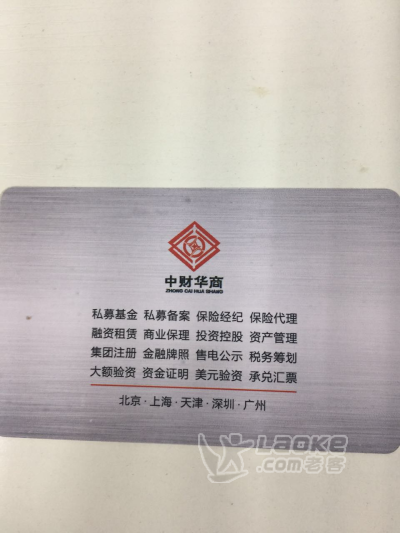 中财华商
ZHONG CAI HUA SHANG
私募基金 私募备案 保险经纪 保险代理
融资租赁 商业保理 投资控股 资产管理
集团注册 金融牌照 售电公示 税务筹划
大额验资 资金证明 美元验资 承兑汇票
北京·上海·天津·深圳·广州
LAOKE
.com老客